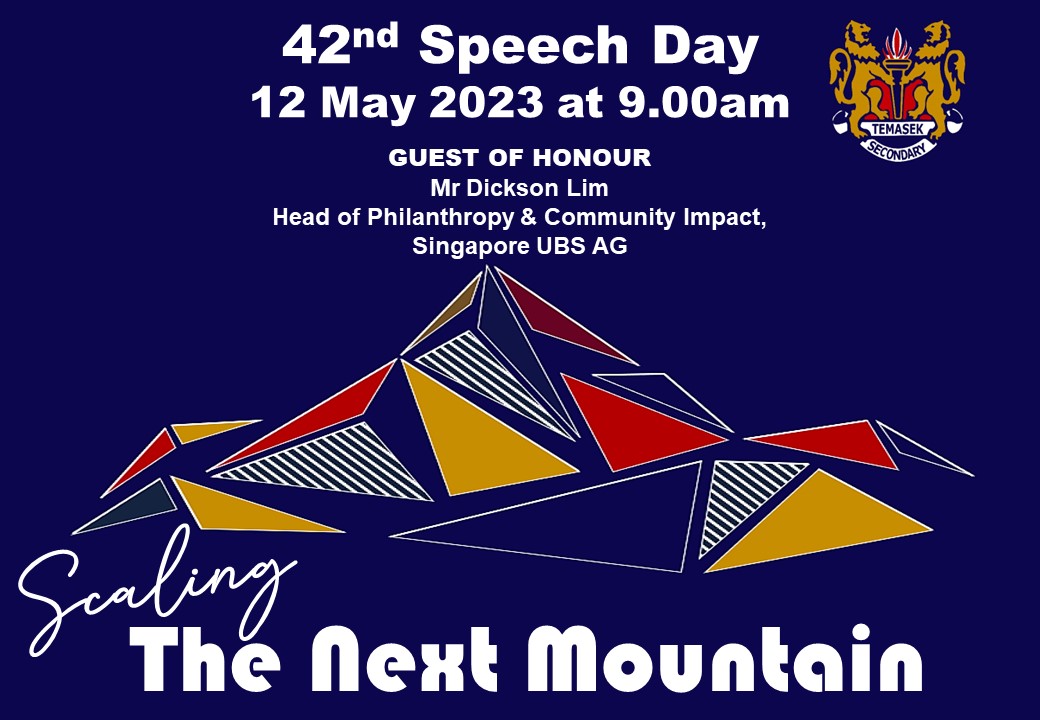 42nd Speech Day
12 May 2023 at 9.00am
GUEST OF HONOUR
Mr Dickson Lim
Head of Philanthropy & Community Impact,
Singapore UBS AG
TEMASEK
SECONDARY
Scaling
The Next Mountain